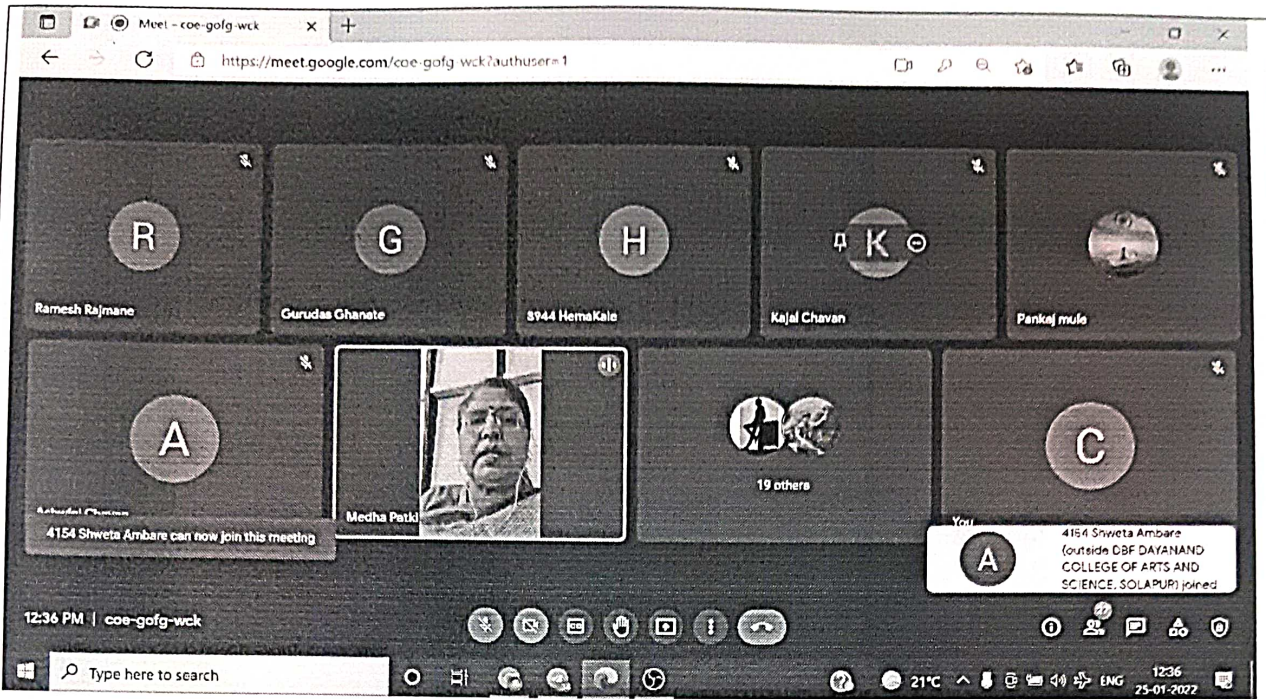 Meet - coe-gofg-wck
https://meet.google.com/coe-gofg-wck?authuser=1
R
G
H
K
Ramesh Rajmane
Gurudas Ghanate
3944 HemaKale
Kajal Chavan
Pankaj mule
A
C
19 others
Medha Patki
You
4154 Shweta Ambare can now join this meeting
A
4154 Shweta Ambare
(outside DBF DAYANAND
COLLEGE OF ARTS AND
SCIENCE, SOLAPUR) joined
12:36 PM | coe-gofg-wck
CC
Type here to search
21°C
ENG
12:36
25-01-2022